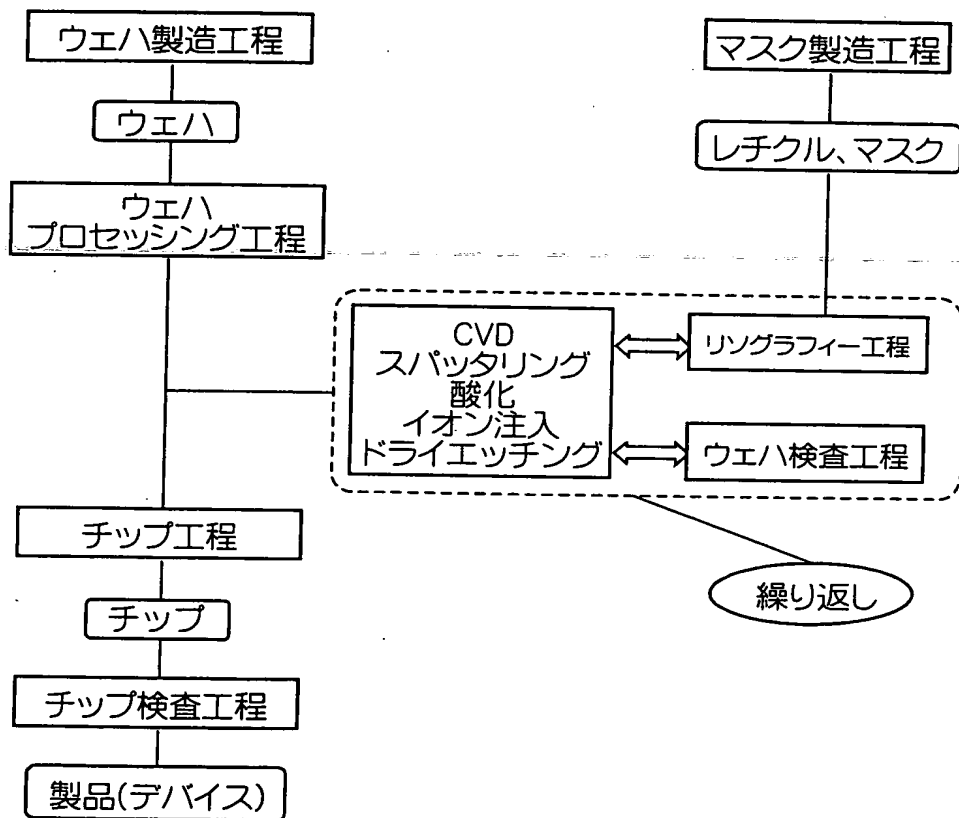 ウェハ製造工程
ウェハ
ウェハ
プロセッシング工程
マスク製造工程
レチクル、マスク
CVD
スパッタリング
酸化
イオン注入
ドライエッチング
リソグラフィー工程
ウェハ検査工程
繰り返し
チップ工程
チップ
チップ検査工程
製品(デバイス)